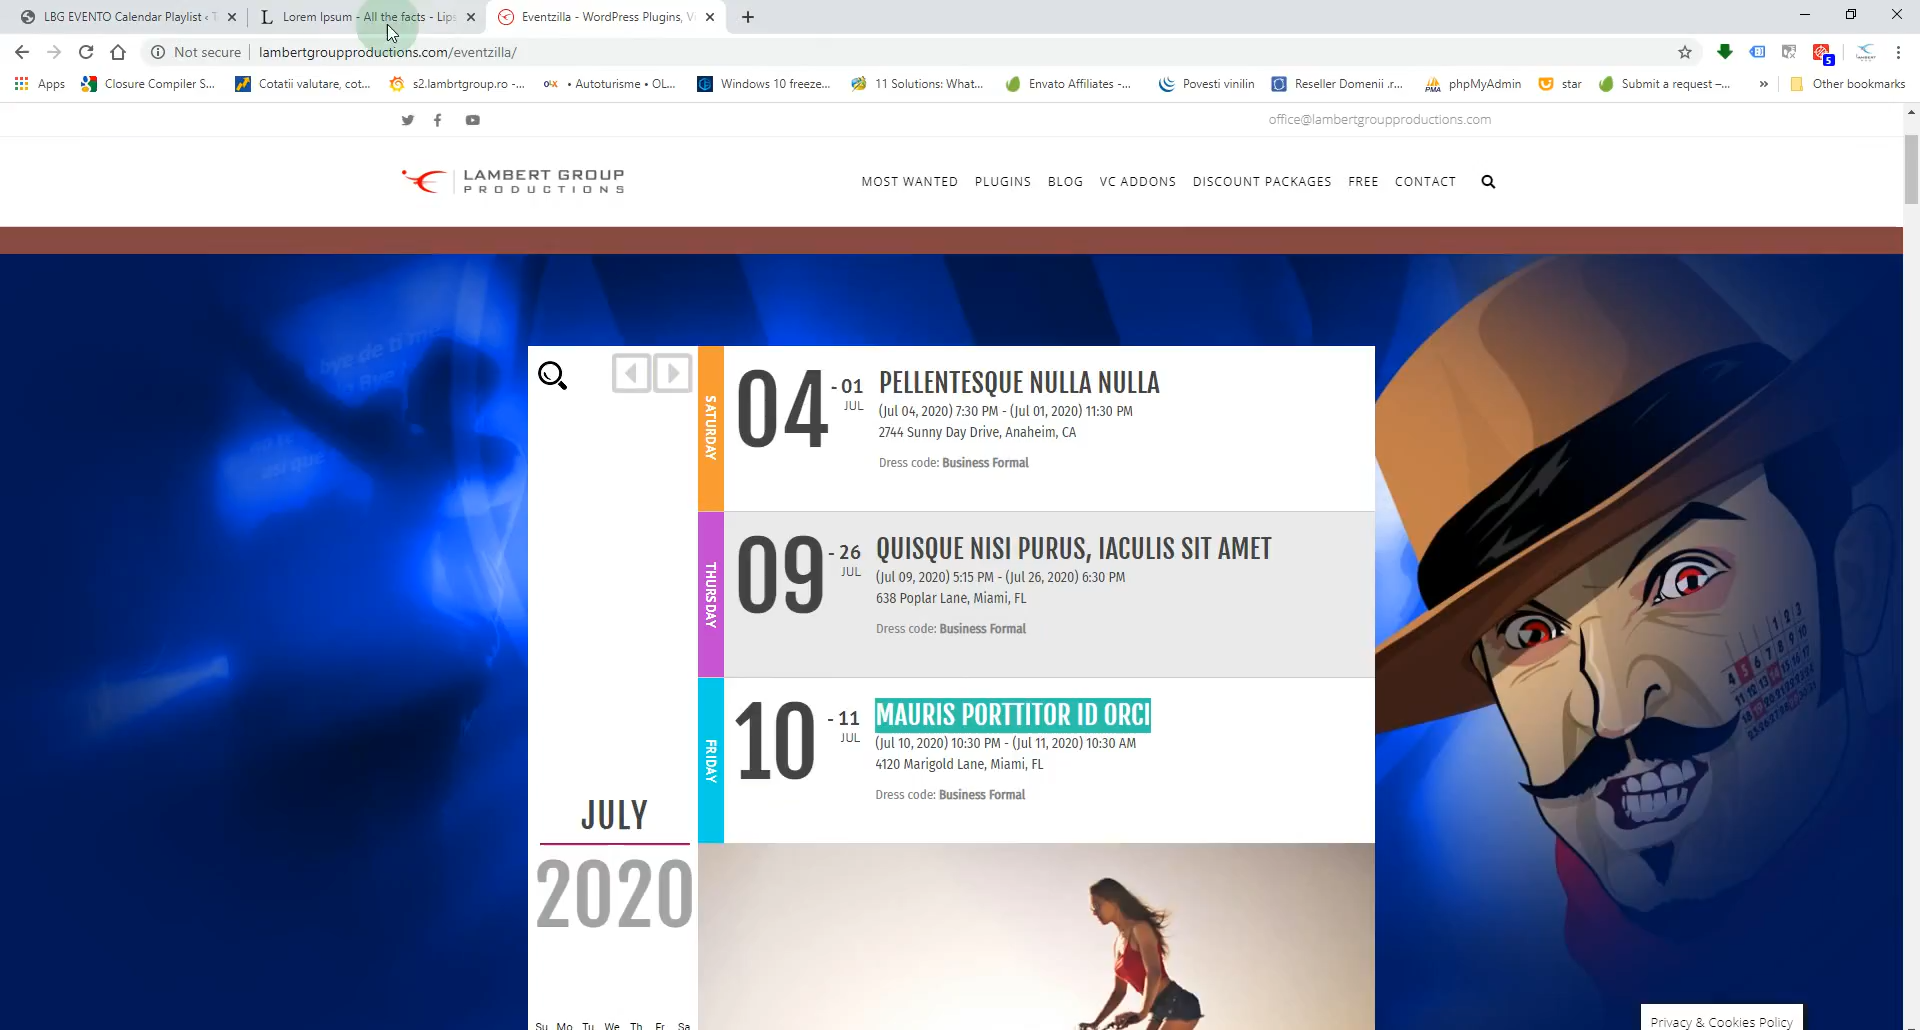 LBG EVENTO Calendar Playlist ‹ T
Lorem Ipsum - All the facts - Lips
Eventzilla - WordPress Plugins, Vi
Not secure
lambertgroupproductions.com/eventzilla/
5
Apps
Closure Compiler S...
Cotatii valutare, cot...
s2.lambrtgroup.ro -...
• Autoturisme • OL...
Windows 10 freeze...
11 Solutions: What...
Envato Affiliates -...
Povesti vinilin
Reseller Domenii .r...
phpMyAdmin
star
Submit a request –...
»
Other bookmarks
office@lambertgroupproductions.com
LAMBERT GROUP
PRODUCTIONS
MOST WANTED
PLUGINS
BLOG
VC ADDONS
DISCOUNT PACKAGES
FREE
CONTACT
SATURDAY
04
- 01
JUL
PELLENTESQUE NULLA NULLA
(Jul 04, 2020) 7:30 PM - (Jul 01, 2020) 11:30 PM
2744 Sunny Day Drive, Anaheim, CA
Dress code: Business Formal
THURSDAY
09
- 26
JUL
QUISQUE NISI PURUS, IACULIS SIT AMET
(Jul 09, 2020) 5:15 PM - (Jul 26, 2020) 6:30 PM
638 Poplar Lane, Miami, FL
Dress code: Business Formal
FRIDAY
10
- 11
JUL
MAURIS PORTTITOR ID ORCI
(Jul 10, 2020) 10:30 PM - (Jul 11, 2020) 10:30 AM
4120 Marigold Lane, Miami, FL
Dress code: Business Formal
JULY
2020
Su Mo Tu We Th Fr Sa
Privacy & Cookies Policy